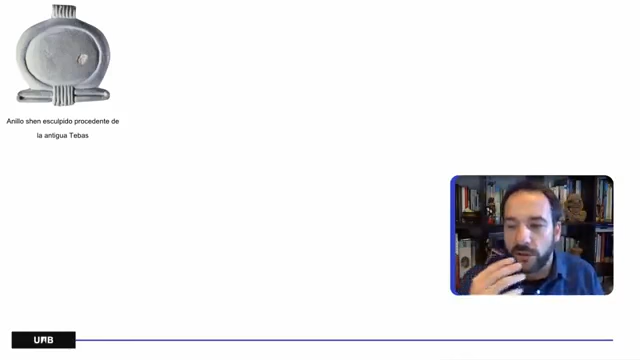 Anillo shen esculpido procedente de
la antigua Tebas
UAB